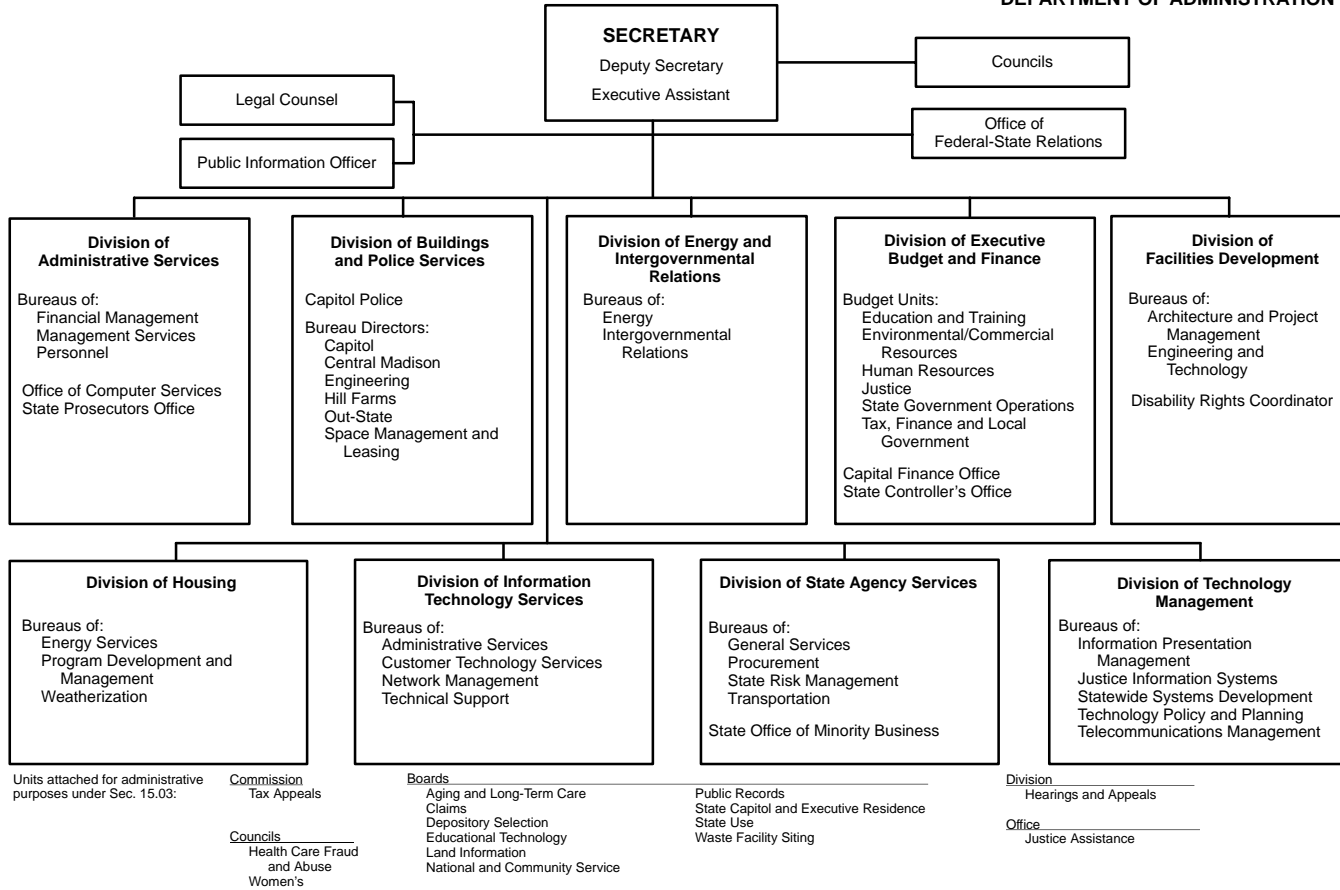 DEPARTMENT OF ADMINISTRATION
SECRETARY
Deputy Secretary
Executive Assistant
Councils
Legal Counsel
Public Information Officer
Office of
Federal-State Relations
Division of
Administrative Services
Bureaus of:
Financial Management
Management Services
Personnel
Office of Computer Services
State Prosecutors Office
Division of Buildings
and Police Services
Capitol Police
Bureau Directors:
Capitol
Central Madison
Engineering
Hill Farms
Out-State
Space Management and
Leasing
Division of Energy and
Intergovernmental
Relations
Bureaus of:
Energy
Intergovernmental
Relations
Division of Executive
Budget and Finance
Budget Units:
Education and Training
Environmental/Commercial
Resources
Human Resources
Justice
State Government Operations
Tax, Finance and Local
Government
Capital Finance Office
State Controller's Office
Division of
Facilities Development
Bureaus of:
Architecture and Project
Management
Engineering and
Technology
Disability Rights Coordinator
Division of Housing
Bureaus of:
Energy Services
Program Development and
Management
Weatherization
Division of Information
Technology Services
Bureaus of:
Administrative Services
Customer Technology Services
Network Management
Technical Support
Division of State Agency Services
Bureaus of:
General Services
Procurement
State Risk Management
Transportation
State Office of Minority Business
Division of Technology
Management
Bureaus of:
Information Presentation
Management
Justice Information Systems
Statewide Systems Development
Technology Policy and Planning
Telecommunications Management
Units attached for administrative
purposes under Sec. 15.03:
Commission
Tax Appeals
Councils
Health Care Fraud
and Abuse
Women's
Boards
Aging and Long-Term Care
Claims
Depository Selection
Educational Technology
Land Information
National and Community Service
Public Records
State Capitol and Executive Residence
State Use
Waste Facility Siting
Division
Hearings and Appeals
Office
Justice Assistance